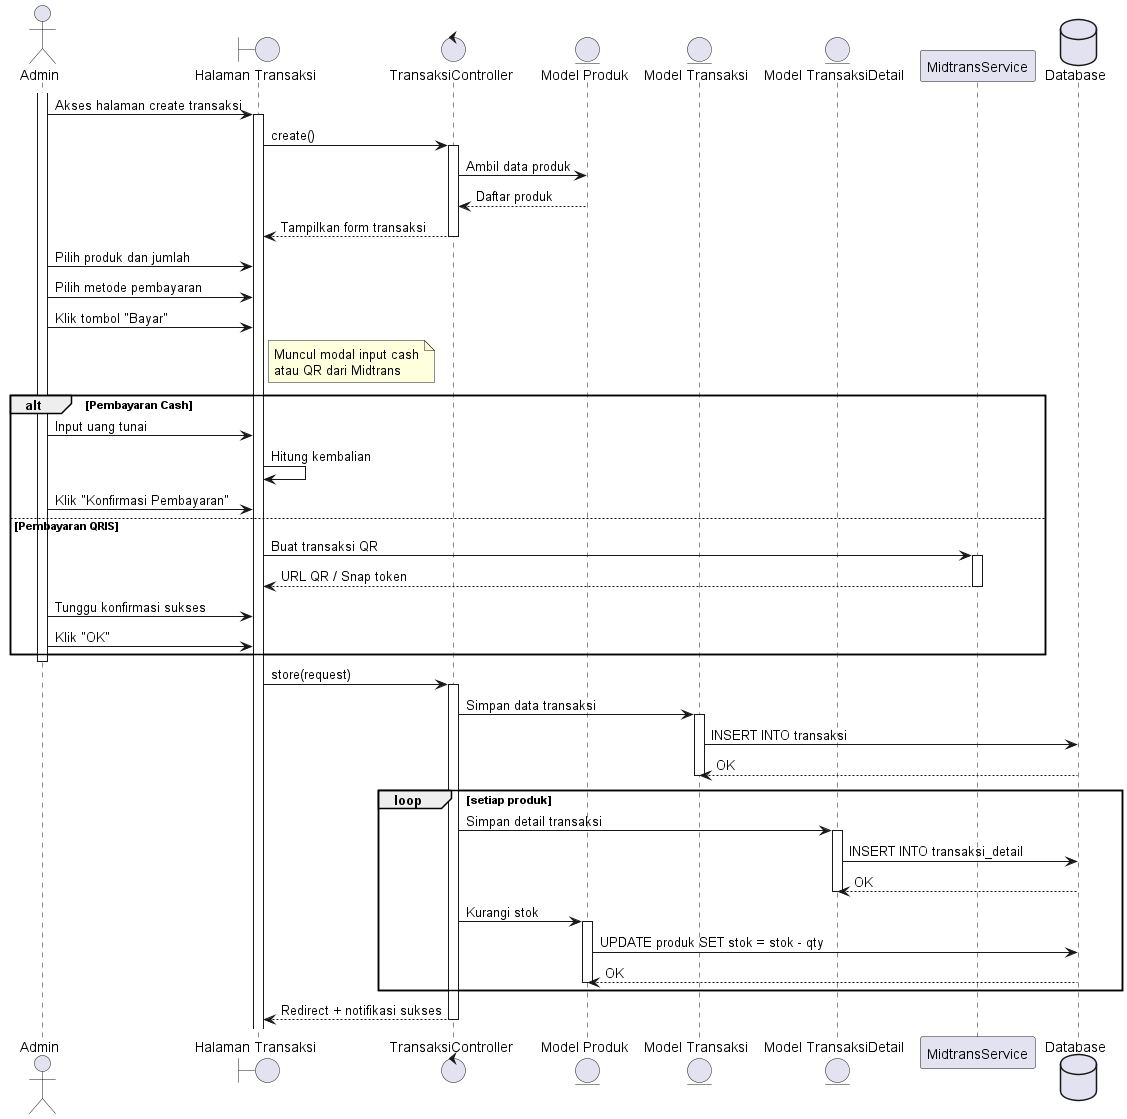 Admin
Halaman Transaksi
TransaksiController
Model Produk
Model Transaksi
Model TransaksiDetail
MidtransService
Database
Akses halaman create transaksi
create()
Ambil data produk
Daftar produk
Tampilkan form transaksi
Pilih produk dan jumlah
Pilih metode pembayaran
Klik tombol "Bayar"
Muncul modal input cash
atau QR dari Midtrans
alt
[Pembayaran Cash]
Input uang tunai
Hitung kembalian
Klik "Konfirmasi Pembayaran"
[Pembayaran QRIS]
Buat transaksi QR
URL QR / Snap token
Tunggu konfirmasi sukses
Klik "OK"
store(request)
Simpan data transaksi
INSERT INTO transaksi
OK
loop
[setiap produk]
Simpan detail transaksi
INSERT INTO transaksi_detail
OK
Kurangi stok
UPDATE produk SET stok = stok - qty
OK
Redirect + notifikasi sukses
Admin
Halaman Transaksi
TransaksiController
Model Produk
Model Transaksi
Model TransaksiDetail
MidtransService
Database